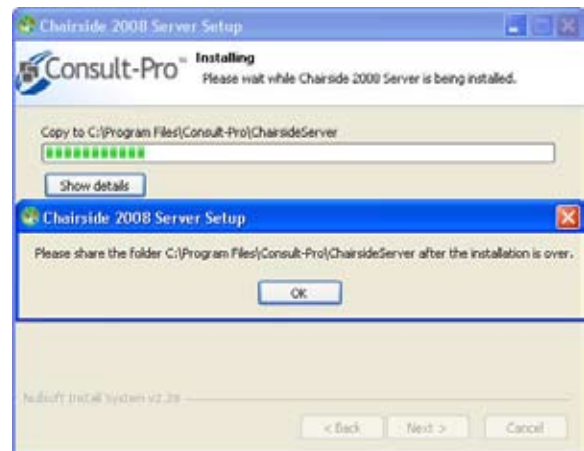 Chairside 2008 Server Setup
Consult-Pro™
Installing
Please wait while Chairside 2008 Server is being installed.
Copy to C:\Program Files\Consult-Pro\ChairsideServer
Show details
Chairside 2008 Server Setup
Please share the folder C:\Program Files\Consult-Pro\ChairsideServer after the installation is over.
OK
Nullsoft Install System v2.28
< Back
Next >
Cancel